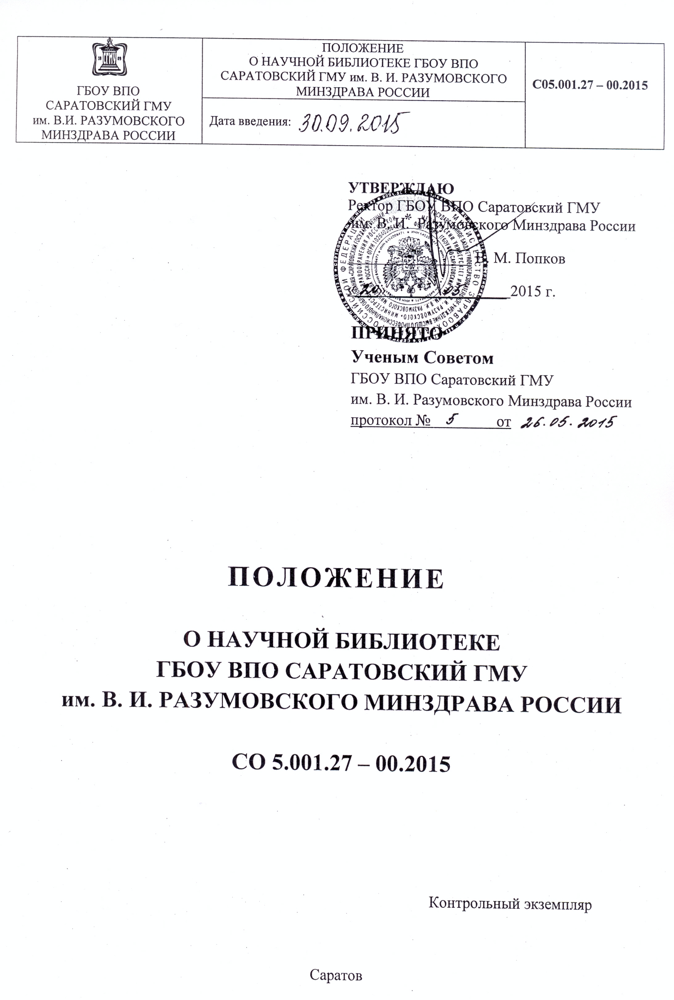 19 СГМУ 09
ГБОУ ВПО
САРАТОВСКИЙ ГМУ
им. В.И. РАЗУМОВСКОГО
МИНЗДРАВА РОССИИ
ПОЛОЖЕНИЕ
О НАУЧНОЙ БИБЛИОТЕКЕ ГБОУ ВПО
САРАТОВСКИЙ ГМУ им. В. И. РАЗУМОВСКОГО
МИНЗДРАВА РОССИИ
Дата введения: 30.09.2015
С05.001.27 – 00.2015
УТВЕРЖДАЮ
Ректор ГБОУ ВПО Саратовский ГМУ
им. В. И. Разумовского Минздрава России
В. М. Попков
05 2015 г.
ПРИНЯТО
Ученым Советом
ГБОУ ВПО Саратовский ГМУ
им. В. И. Разумовского Минздрава России
протокол № 5 от 26.05.2015
ПОЛОЖЕНИЕ
О НАУЧНОЙ БИБЛИОТЕКЕ
ГБОУ ВПО САРАТОВСКИЙ ГМУ
им. В. И. РАЗУМОВСКОГО МИНЗДРАВА РОССИИ
СО 5.001.27 – 00.2015
Контрольный экземпляр
Саратов